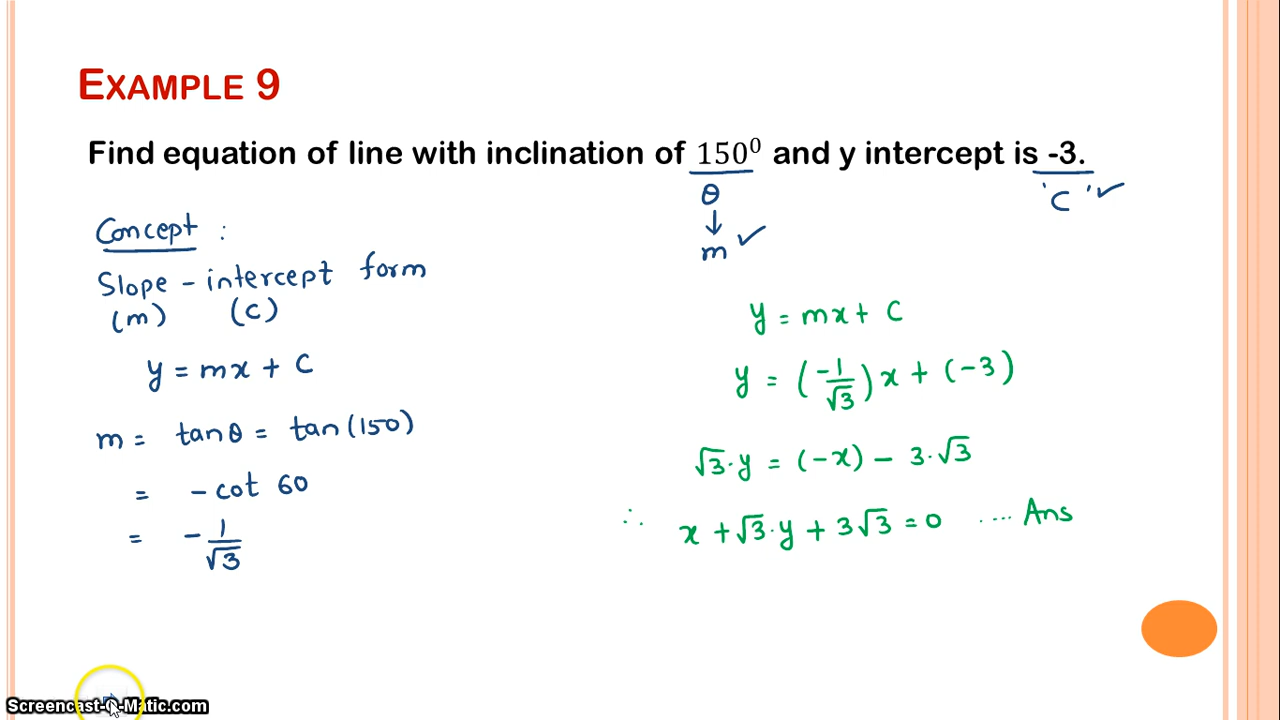 EXAMPLE 9
Find equation of line with inclination of 150⁰ and y intercept is -3.
θ
↓
m ✓
'C' ✓
Concept :
Slope - intercept form
(m) (C)
y = mx + C
m = tanθ = tan(150)
= - cot 60
= - 1/√3
y = mx + C
y = (-1/√3) x + (-3)
√3·y = (-x) - 3·√3
∴ x + √3·y + 3√3 = 0 .... Ans
Screencast-O-Matic.com